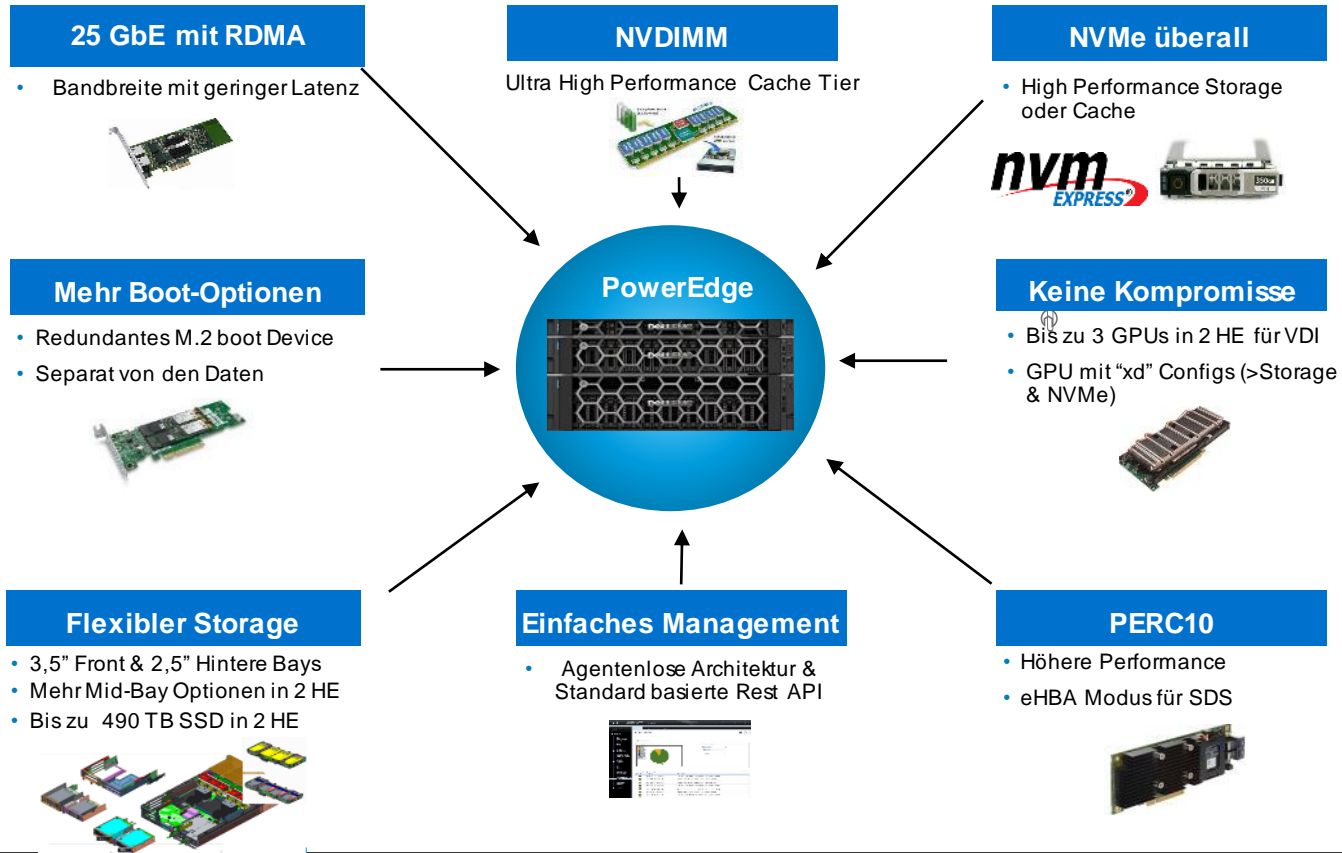 25 GbE mit RDMA
• Bandbreite mit geringer Latenz
NVDIMM
Ultra High Performance Cache Tier
NVMe überall
• High Performance Storage
oder Cache
nvm
EXPRESS
Mehr Boot-Optionen
• Redundantes M.2 boot Device
• Separat von den Daten
PowerEdge
DELLEMC
DELLEMC
DELLEMC
Keine Kompromisse
• Bis zu 3 GPUs in 2 HE für VDI
• GPU mit “xd” Configs (>Storage
& NVMe)
Flexibler Storage
• 3,5” Front & 2,5” Hintere Bays
• Mehr Mid-Bay Optionen in 2 HE
• Bis zu 490 TB SSD in 2 HE
Einfaches Management
• Agentenlose Architektur &
Standard basierte Rest API
PERC10
• Höhere Performance
• eHBA Modus für SDS